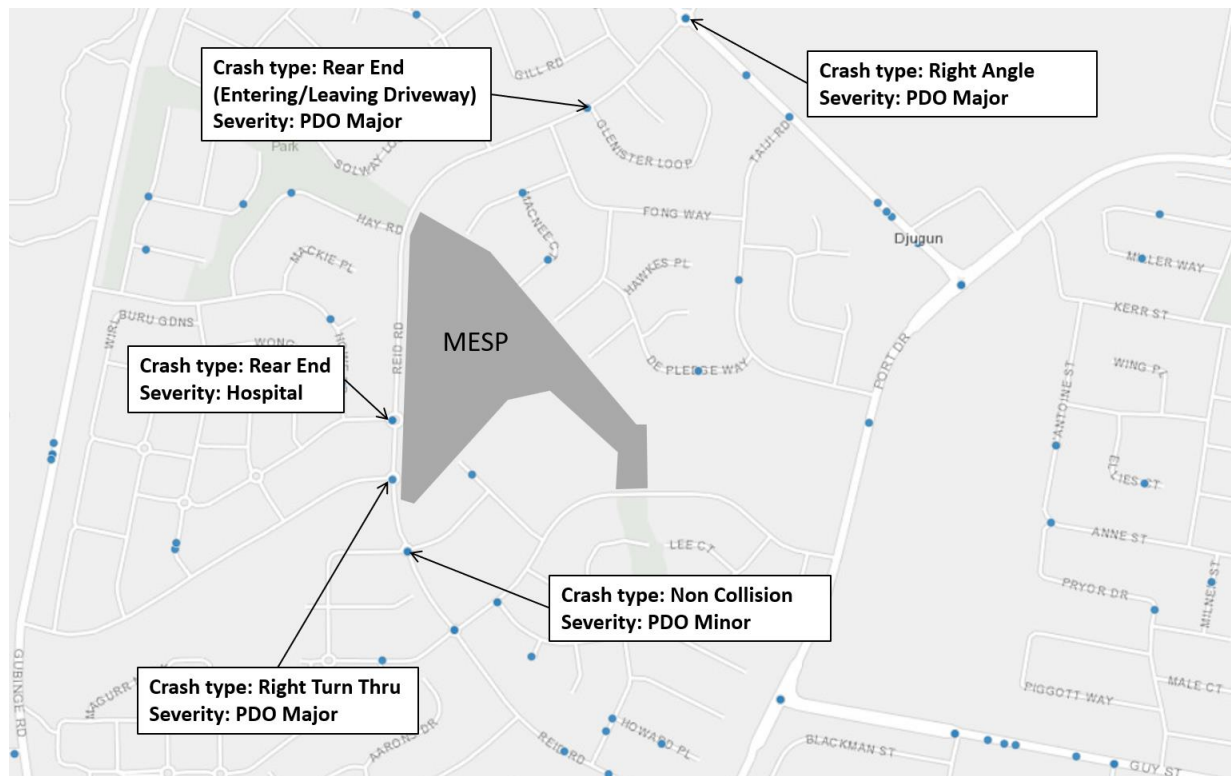 Crash type: Rear End
(Entering/Leaving Driveway)
Severity: PDO Major
Crash type: Right Angle
Severity: PDO Major
GILL RD
GLENISTER LOOP
TAIJI RD
Park
SOLWAY LO
MACNEE CT
FONG WAY
HAY RD
Djugun
MACKIE PL
HAWKES PL
MILLER WAY
BURU GDNS
WIRL
WONG
REID RD
MESP
PORT DR
KERR ST
DE PLEDGE WAY
WING PL
ANTOINE ST
Crash type: Rear End
Severity: Hospital
ANNE ST
LEE CT
PRYOR DR
MILNER ST
Crash type: Non Collision
Severity: PDO Minor
GUBINGE RD
Crash type: Right Turn Thru
Severity: PDO Major
MALE CT
PIGGOTT WAY
AARONS DR
REID RD
HOWARD PL
BLACKMAN ST
GUY ST